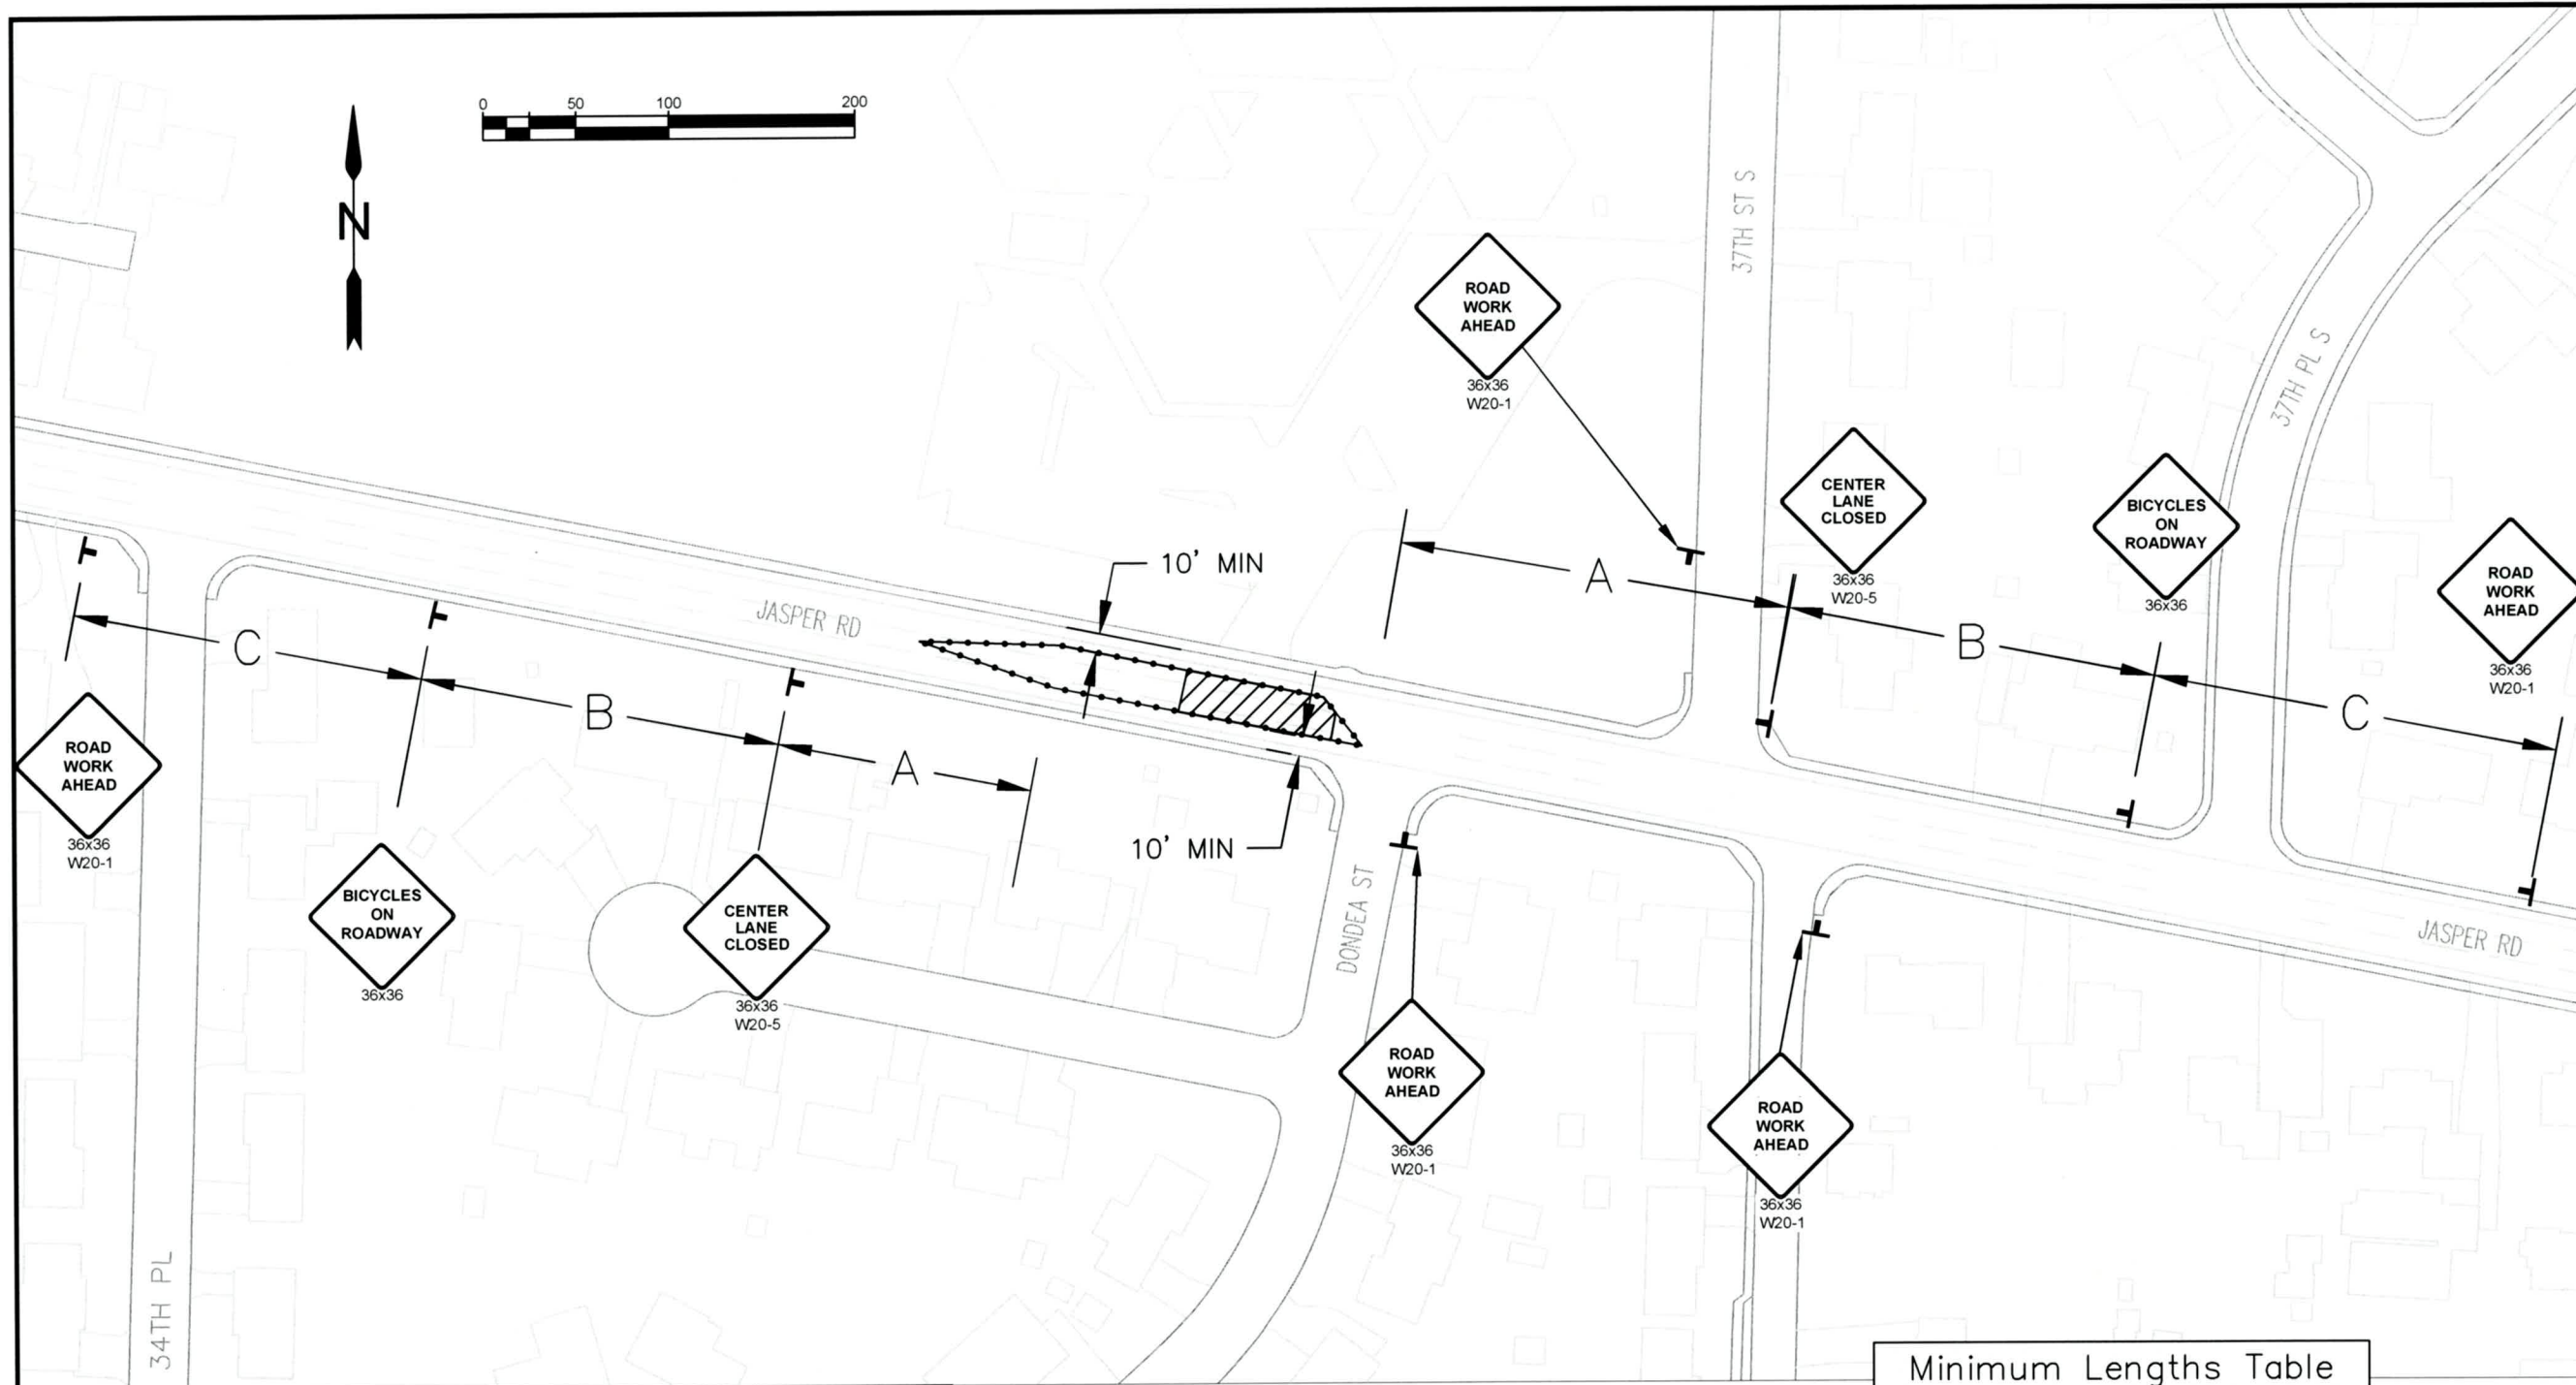 0 50 100 200
N
ROAD
WORK
AHEAD
36x36
W20-1
37TH ST S
37TH PL S
CENTER
LANE
CLOSED
36x36
W20-5
BICYCLES
ON
ROADWAY
36x36
ROAD
WORK
AHEAD
36x36
W20-1
10' MIN
A
B
C
JASPER RD
C
B
A
10' MIN
ROAD
WORK
AHEAD
36x36
W20-1
BICYCLES
ON
ROADWAY
36x36
CENTER
LANE
CLOSED
36x36
W20-5
DONDEA ST
JASPER RD
ROAD
WORK
AHEAD
36x36
W20-1
ROAD
WORK
AHEAD
36x36
W20-1
34TH PL
Minimum Lengths Table